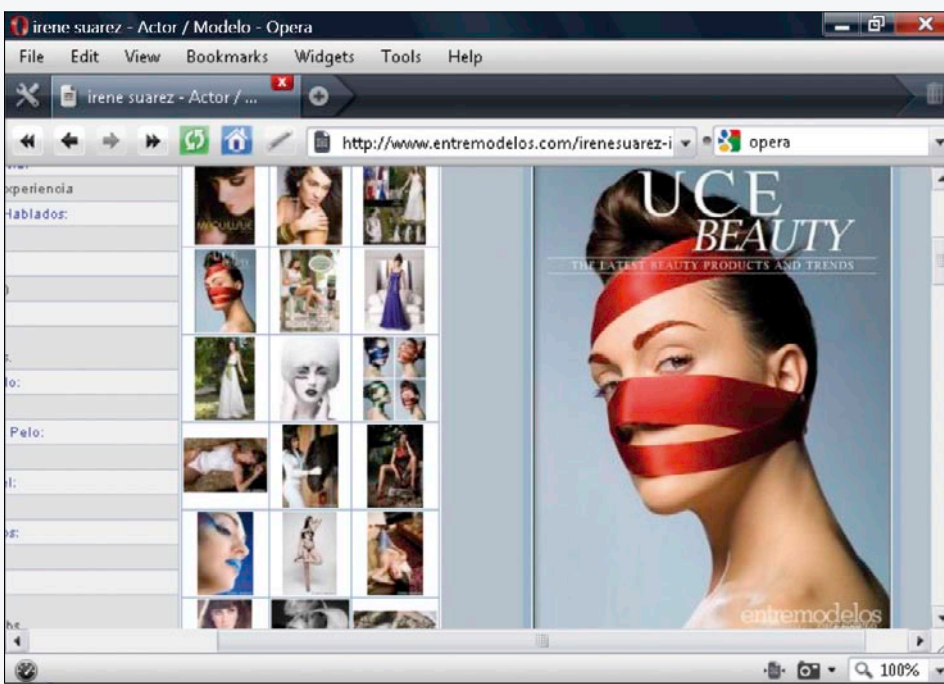 irene suarez - Actor / Modelo - Opera
File Edit View Bookmarks Widgets Tools Help
irene suarez - Actor / ...
http://www.entremodelos.com/irenesuarez-i
opera
xperiencia
Hablados:
lo:
Pelo:
l:
os:
UCE
BEAUTY
THE LATEST BEAUTY PRODUCTS AND TRENDS
entremodelos
100%